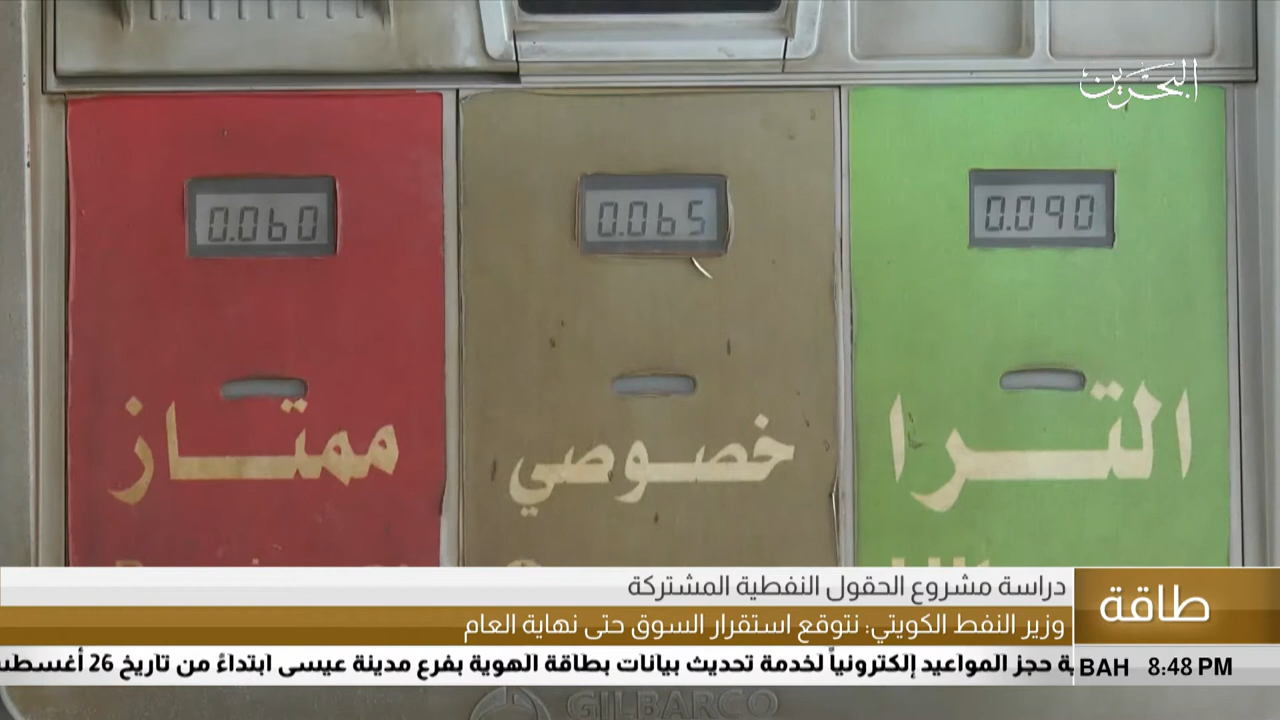 البحرين
0.060
0.065
0.090
ممتاز
خصوصي
الترا
طاقة
دراسة مشروع الحقول النفطية المشتركة
وزير النفط الكويتي: نتوقع استقرار السوق حتى نهاية العام
حجز المواعيد إلكترونياً لخدمة تحديث بيانات بطاقة الهوية بفرع مدينة عيسى ابتداءً من تاريخ 26
BAH 8:48 PM
GILBARCO